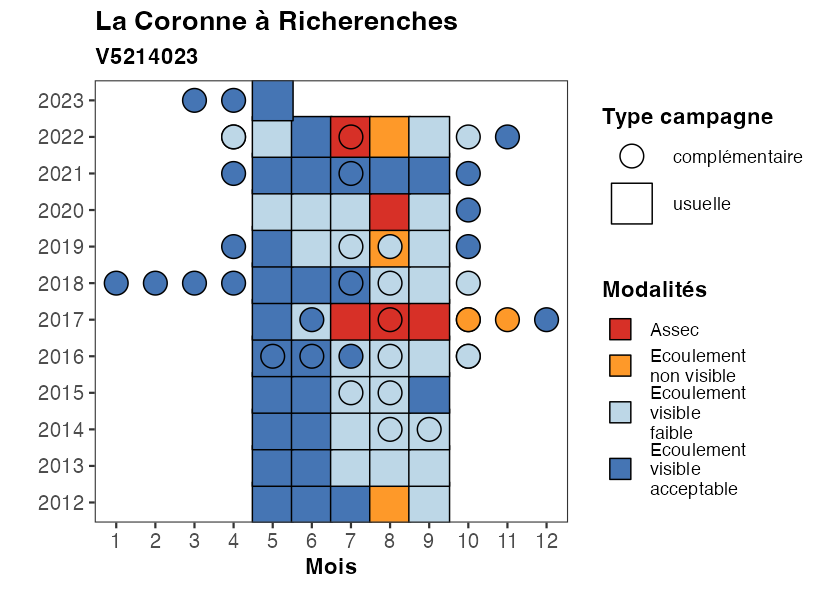 La Coronne à Richerenches
V5214023
2023
2022
2021
2020
2019
2018
2017
2016
2015
2014
2013
2012
1 2 3 4 5 6 7 8 9 10 11 12
Mois
Type campagne
complémentaire
usuelle
Modalités
Assec
Ecoulement
non visible
Ecoulement
visible
faible
Ecoulement
visible
acceptable